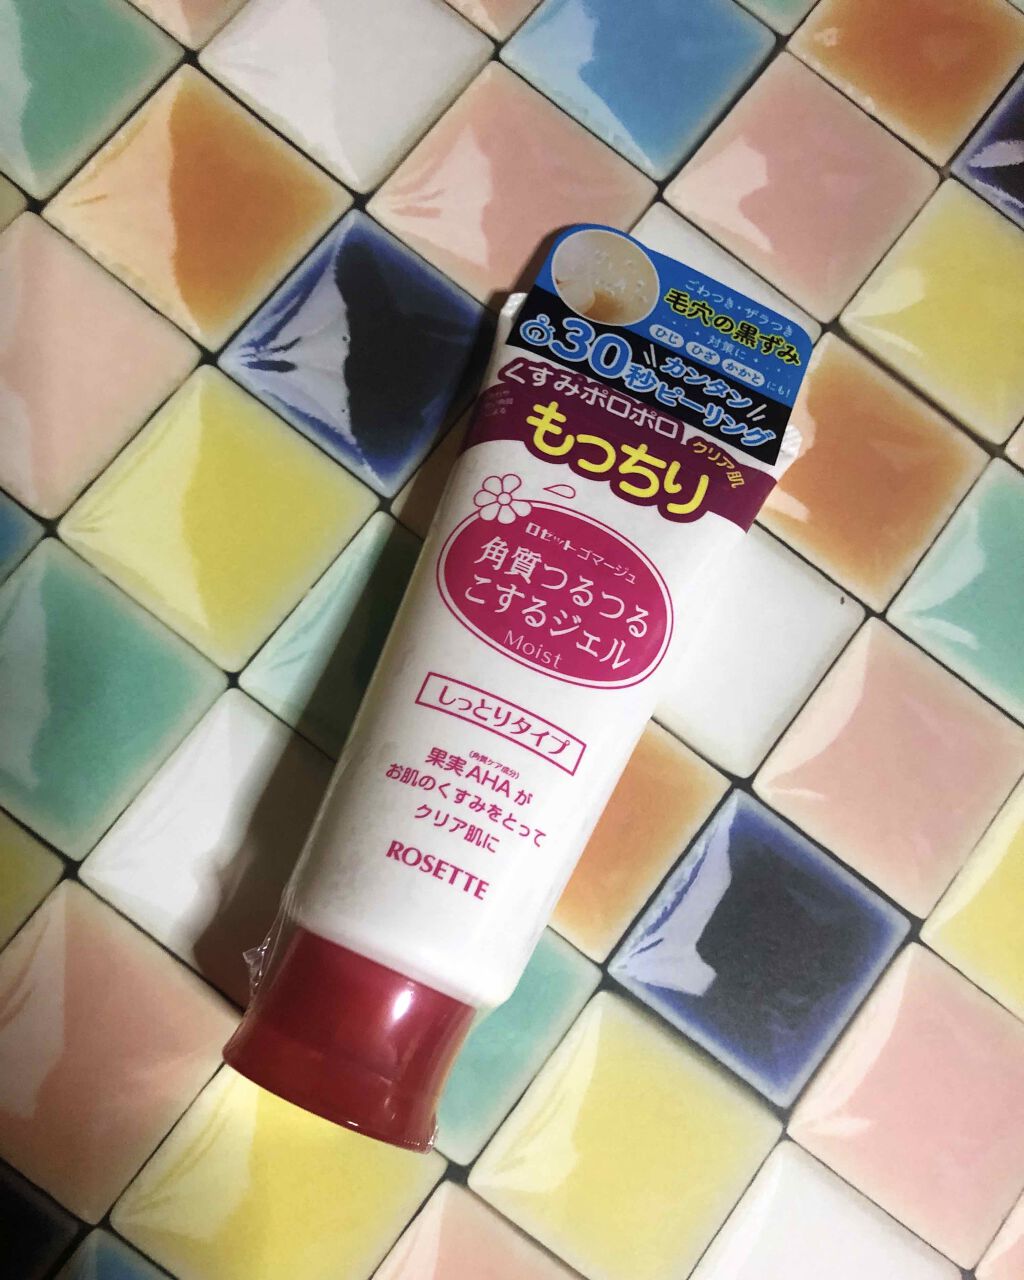 ごわつき・ザラつき
毛穴の黒ずみ
対策に
ひじ ひざ かかと にも!
30秒 カンタン
ピーリング
くすみポロポロ クリア肌
もっちり
ロゼット ゴマージュ
角質つるつる
こするジェル
Moist
しっとりタイプ
(角質ケア成分)
果実AHAが
お肌のくすみをとって
クリア肌に
ROSETTE